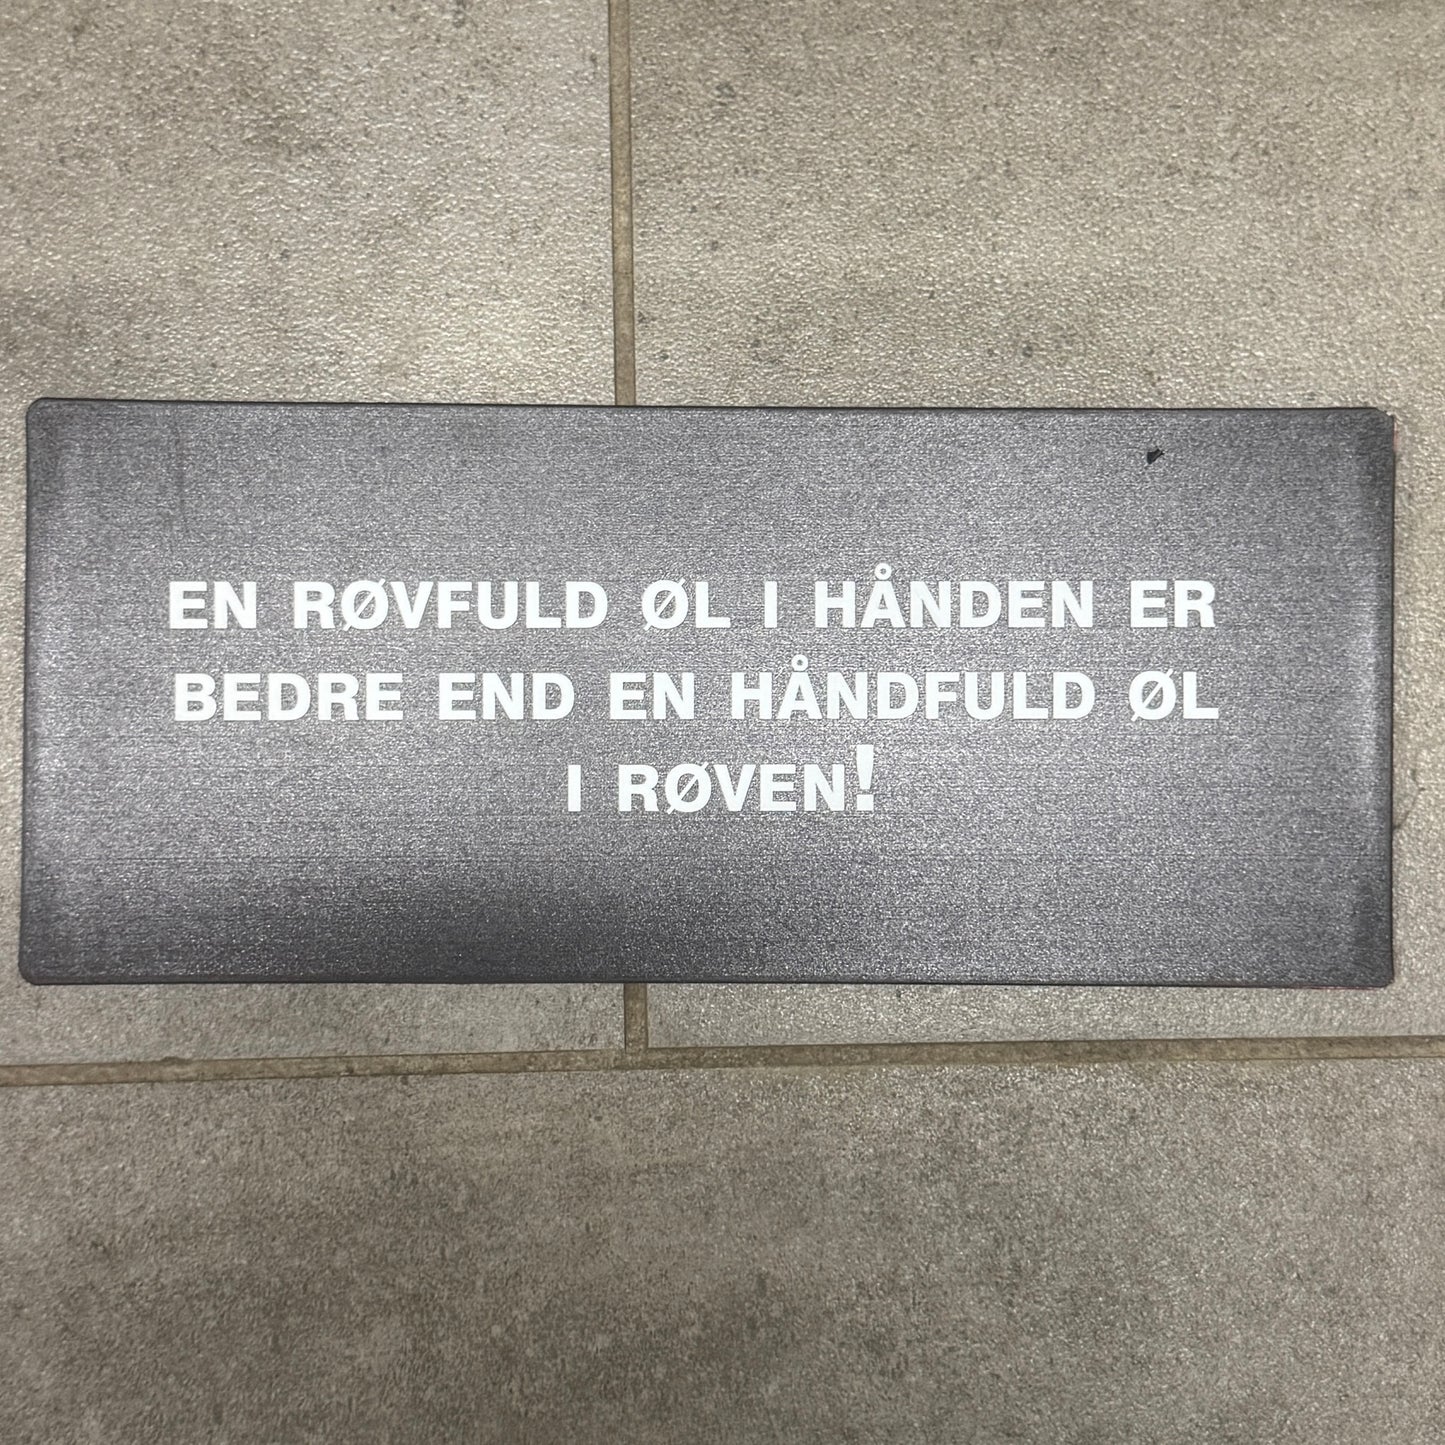 EN RØVFULD ØL I HÅNDEN ER
BEDRE END EN HÅNDFULD ØL
I RØVEN!